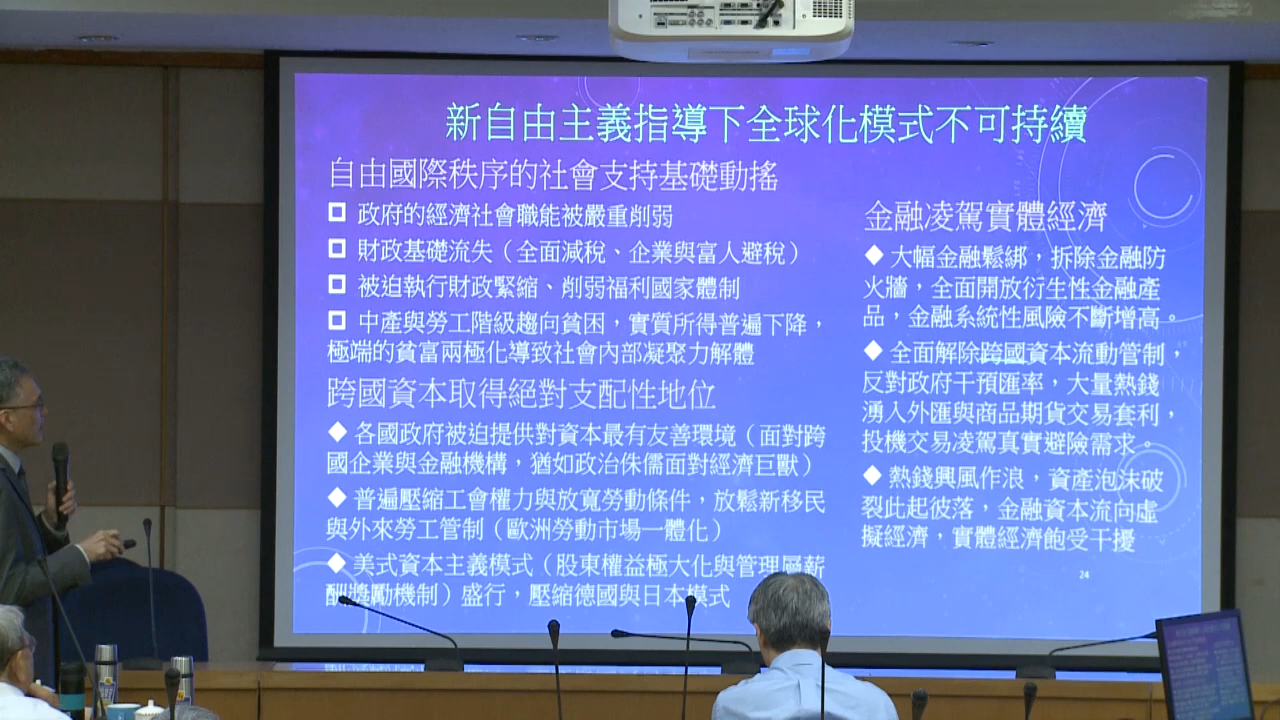 新自由主義指導下全球化模式不可持續
自由國際秩序的社會支持基礎動搖
政府的經濟社會職能被嚴重削弱
財政基礎流失（全面減稅、企業與富人避稅）
被迫執行財政緊縮、削弱福利國家體制
中產與勞工階級趨向貧困，實質所得普遍下降，
極端的貧富兩極化導致社會內部凝聚力解體
跨國資本取得絕對支配性地位
◆ 各國政府被迫提供對資本最有友善環境（面對跨
國企業與金融機構，猶如政治侏儒面對經濟巨獸）
◆ 普遍壓縮工會權力與放寬勞動條件，放鬆新移民
與外來勞工管制（歐洲勞動市場一體化）
◆ 美式資本主義模式（股東權益極大化與管理層薪
酬獎勵機制）盛行，壓縮德國與日本模式
金融凌駕實體經濟
◆ 大幅金融鬆綁，拆除金融防
火牆，全面開放衍生性金融產
品，金融系統性風險不斷增高。
◆ 全面解除跨國資本流動管制，
反對政府干預匯率，大量熱錢
湧入外匯與商品期貨交易套利，
投機交易凌駕真實避險需求。
◆ 熱錢興風作浪，資產泡沫破
裂此起彼落，金融資本流向虛
擬經濟，實體經濟飽受干擾
24